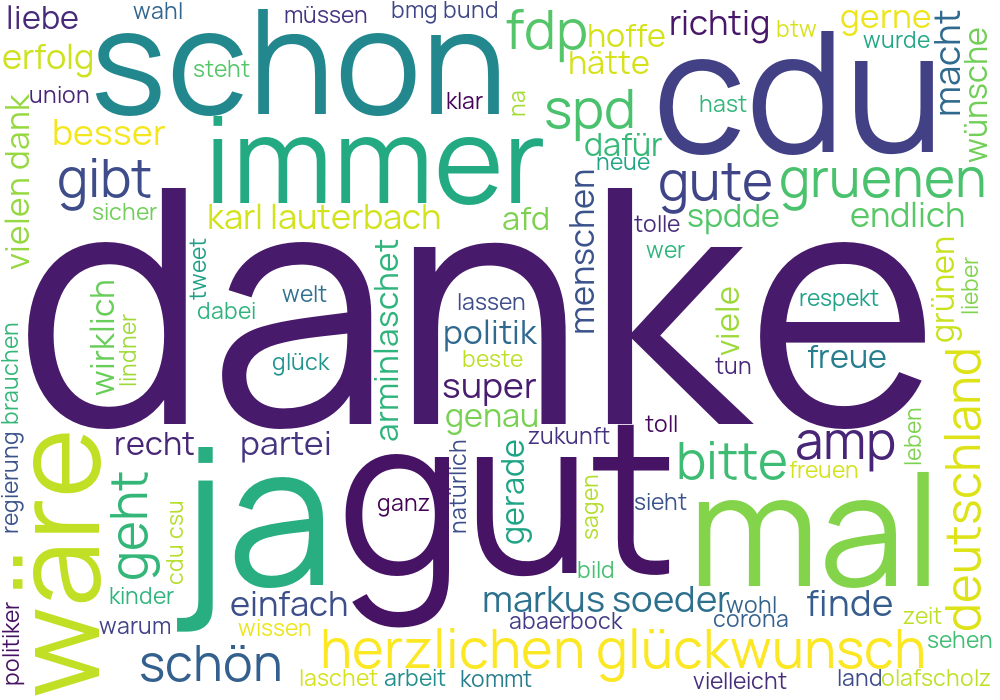 liebe
wahl
müssen
bmg bund
fdp
hoffe
richtig
btw
gerne
macht
erfolg
schon
steht
hätte
cdu
wurde
wünsche
union
klar
na
spd
hast
vielen dank
besser
immer
dafür
neue
gibt
menschen
gute
gruenen
sicher
karl lauterbach
afd
tolle
spdde
endlich
danke
tweet
wer
grünen
lieber
dabei
welt
arminlaschet
lassen
viele
respekt
wirklich
lindner
politik
brauchen
glück
beste
tun
freue
super
genau
deutschland
regierung
recht
partei
natürlich
gerade
zukunft
toll
amp
leben
wäre
geht
ja
gut
bitte
freuen
mal
cdu csu
ganz
sagen
sieht
bild
kinder
einfach
markus soeder
wohl
finde
politiker
warum
wissen
abaerbock
corona
zeit
schön
herzlichen glückwunsch
sehen
laschet
arbeit
kommt
vielleicht
land
olafscholz